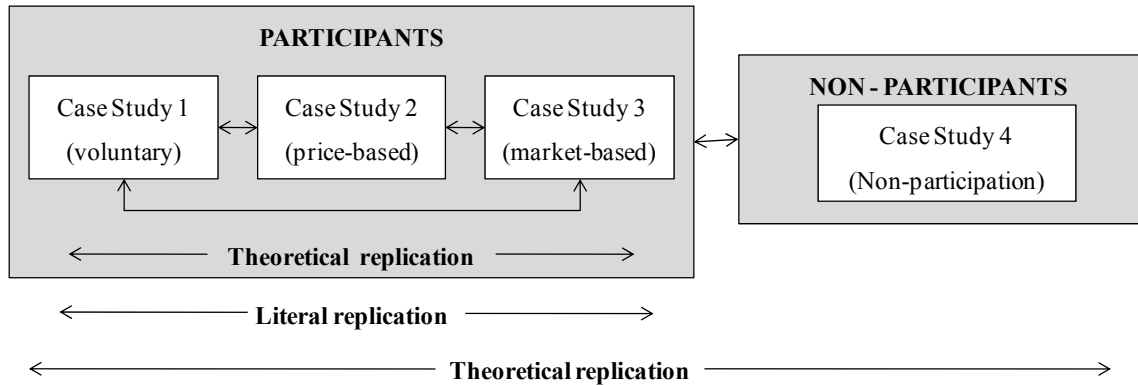 PARTICIPANTS
Case Study 1
(voluntary)
Case Study 2
(price-based)
Case Study 3
(market-based)
NON - PARTICIPANTS
Case Study 4
(Non-participation)
Theoretical replication
Literal replication
Theoretical replication